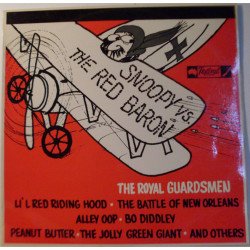 SNOOPY VS.
THE RED BARON
THE ROYAL GUARDSMEN
LI'L RED RIDING HOOD • THE BATTLE OF NEW ORLEANS
ALLEY OOP • BO DIDDLEY
PEANUT BUTTER • THE JOLLY GREEN GIANT • AND OTHERS